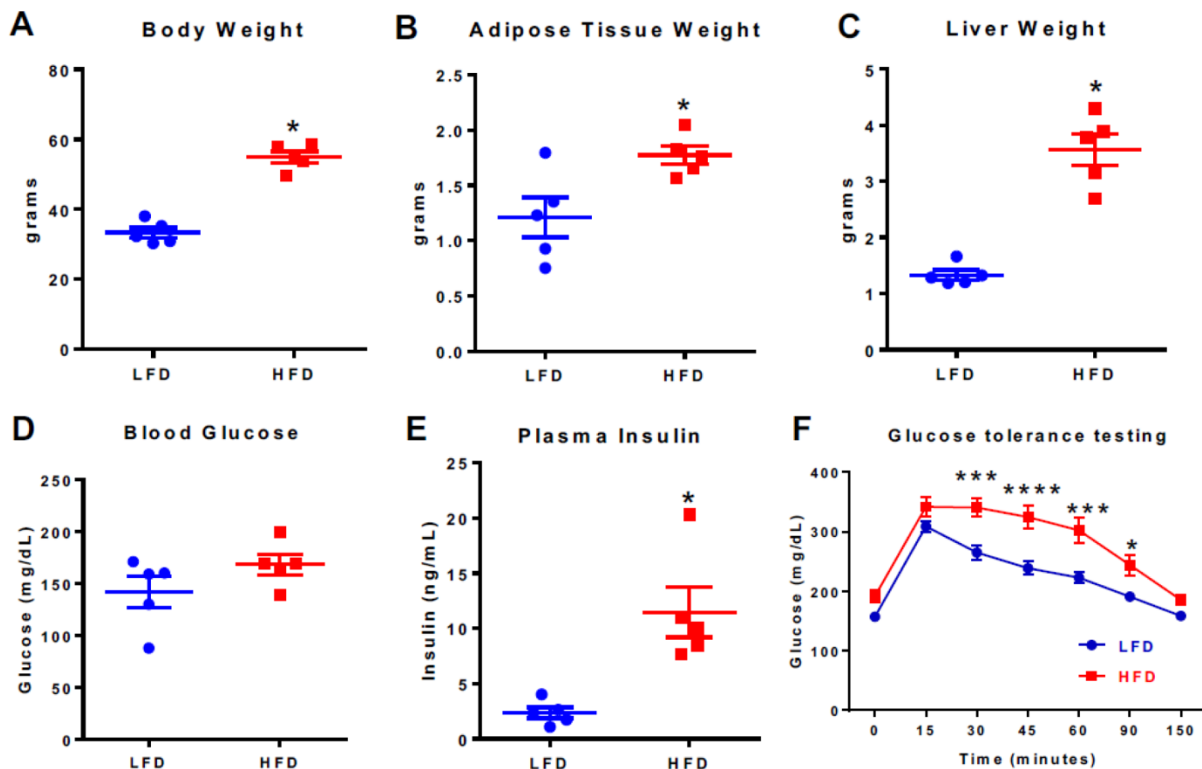 A
Body Weight
grams
80
60
40
20
0
*
LFD
HFD
B
Adipose Tissue Weight
grams
2.5
2.0
1.5
1.0
0.5
0.0
*
LFD
HFD
C
Liver Weight
grams
5
4
3
2
1
0
*
LFD
HFD
D
Blood Glucose
Glucose (mg/dL)
250
200
150
100
50
0
LFD
HFD
E
Plasma Insulin
Insulin (ng/mL)
25
20
15
10
5
0
*
LFD
HFD
F
Glucose tolerance testing
Glucose (mg/dL)
400
300
200
100
0
***
****
***
*
LFD
HFD
0 15 30 45 60 90 150
Time (minutes)